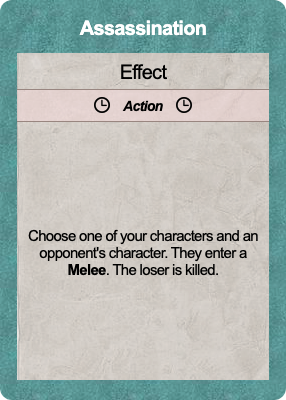 Assassination
Effect
Action
Choose one of your characters and an
opponent's character. They enter a
Melee. The loser is killed.